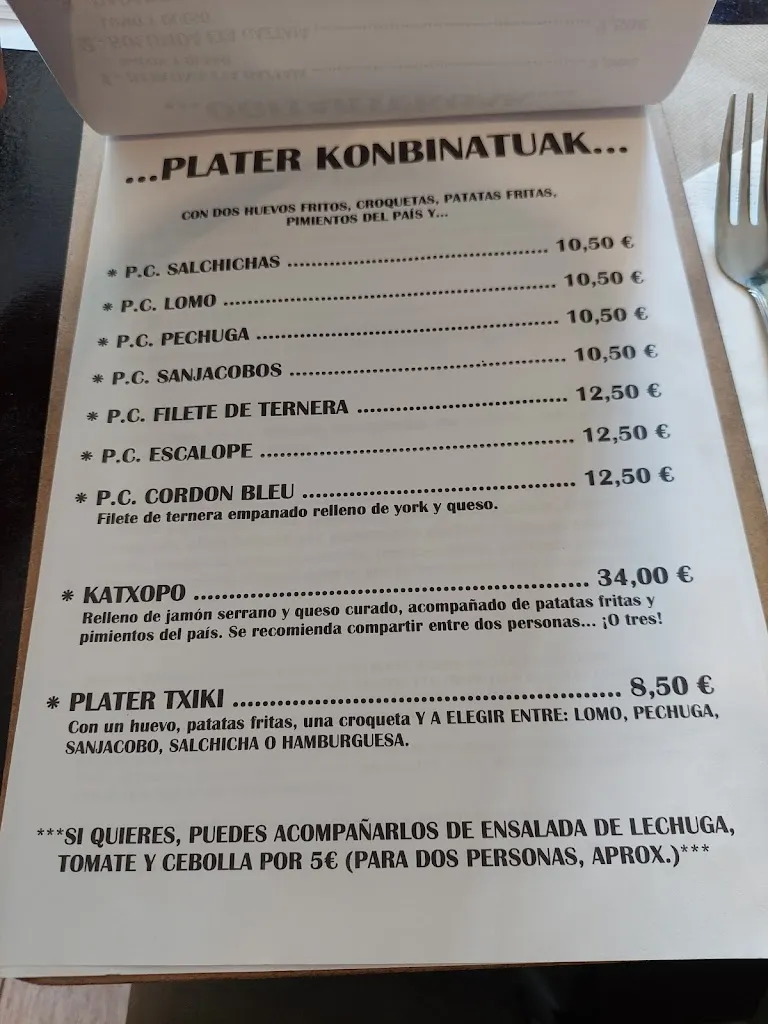 ...PLATER KONBINATUAK...
CON DOS HUEVOS FRITOS, CROQUETAS, PATATAS FRITAS,
PIMIENTOS DEL PAÍS Y...
* P.C. SALCHICHAS ........................................ 10,50 €
* P.C. LOMO .................................................. 10,50 €
* P.C. PECHUGA ............................................. 10,50 €
* P.C. SANJACOBOS ......................................... 10,50 €
* P.C. FILETE DE TERNERA ............................... 12,50 €
* P.C. ESCALOPE ............................................. 12,50 €
* P.C. CORDON BLEU ....................................... 12,50 €
Filete de ternera empanado relleno de york y queso.
* KATXOPO ...................................................... 34,00 €
Relleno de jamón serrano y queso curado, acompañado de patatas fritas y
pimientos del país. Se recomienda compartir entre dos personas... ¡O tres!
* PLATER TXIKI ................................................. 8,50 €
Con un huevo, patatas fritas, una croqueta Y A ELEGIR ENTRE: LOMO, PECHUGA,
SANJACOBO, SALCHICHA O HAMBURGUESA.
***SI QUIERES, PUEDES ACOMPAÑARLOS DE ENSALADA DE LECHUGA,
TOMATE Y CEBOLLA POR 5€ (PARA DOS PERSONAS, APROX.)***